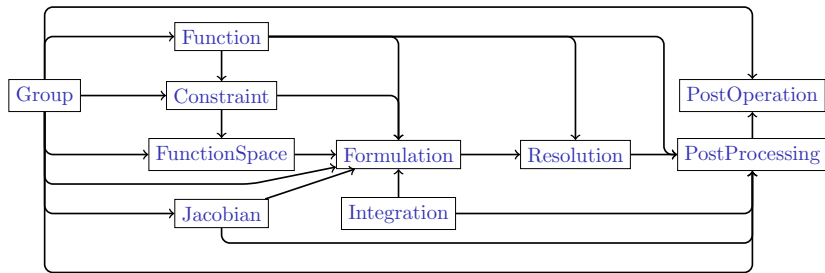 Function
Group
Constraint
PostOperation
FunctionSpace
Formulation
Resolution
PostProcessing
Jacobian
Integration